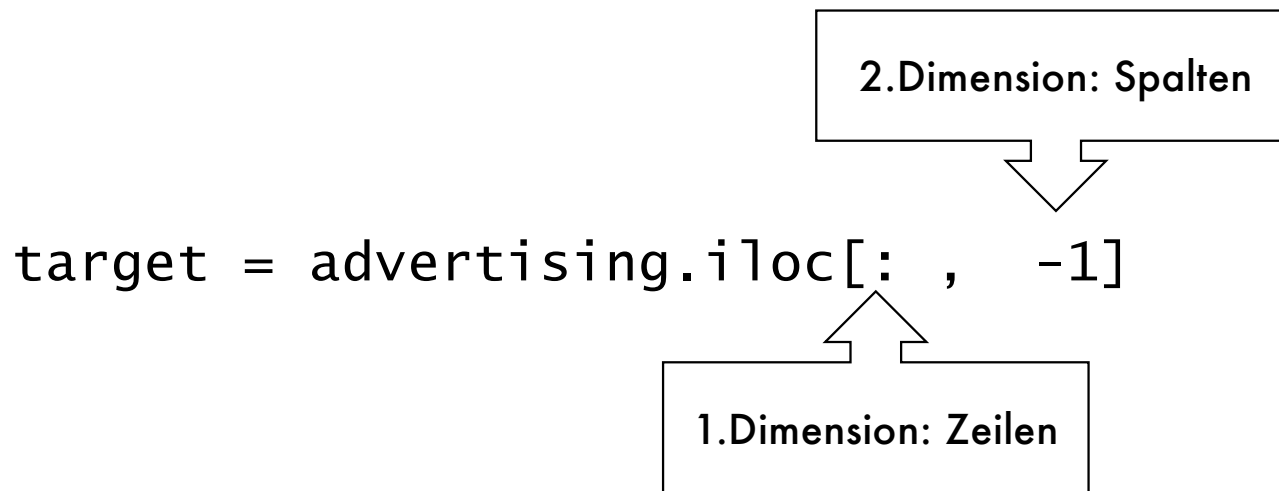 2.Dimension: Spalten
target = advertising.iloc[: , -1]
1.Dimension: Zeilen